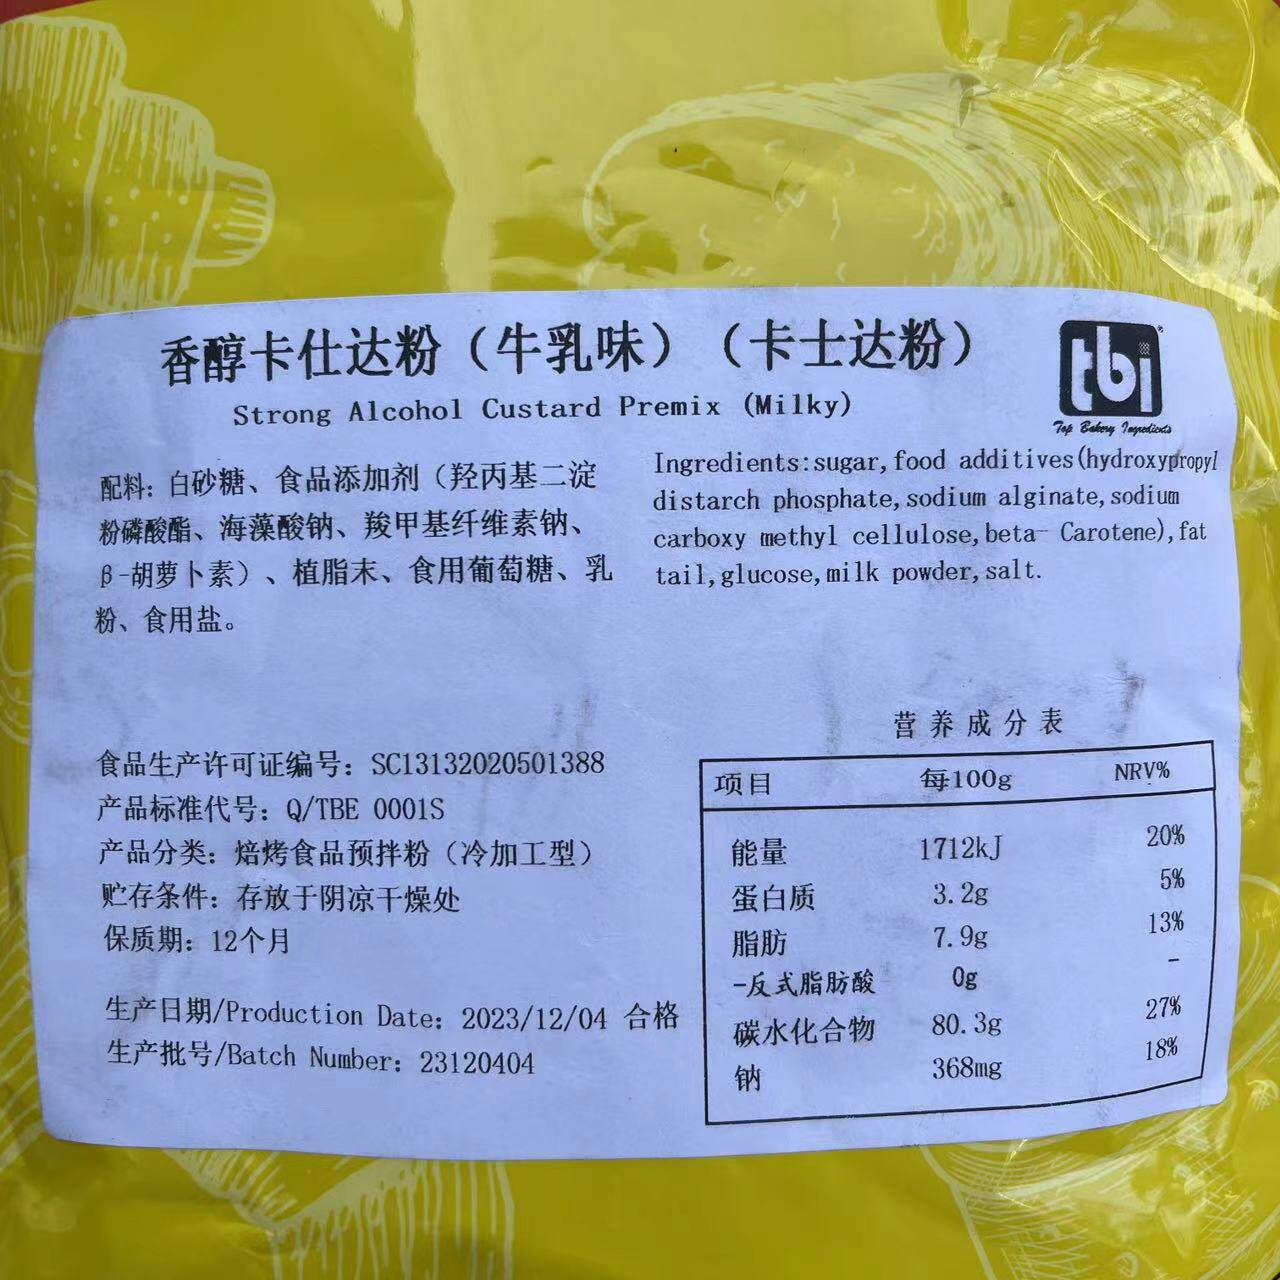 香醇卡仕达粉（牛乳味）（卡士达粉）
Strong Alcohol Custard Premix (Milky)
tbi
Top Bakery Ingredients
配料：白砂糖、食品添加剂（羟丙基二淀
粉磷酸酯、海藻酸钠、羧甲基纤维素钠、
β-胡萝卜素）、植脂末、食用葡萄糖、乳
粉、食用盐。
Ingredients:sugar,food additives(hydroxypropyl
distarch phosphate,sodium alginate,sodium
carboxy methyl cellulose,beta- Carotene),fat
tail,glucose,milk powder,salt.
食品生产许可证编号：SC13132020501388
产品标准代号：Q/TBE 0001S
产品分类：焙烤食品预拌粉（冷加工型）
贮存条件：存放于阴凉干燥处
保质期：12个月
生产日期/Production Date：2023/12/04 合格
生产批号/Batch Number：23120404
营养成分表
项目 每100g NRV%
能量 1712kJ 20%
蛋白质 3.2g 5%
脂肪 7.9g 13%
-反式脂肪酸 0g -
碳水化合物 80.3g 27%
钠 368mg 18%